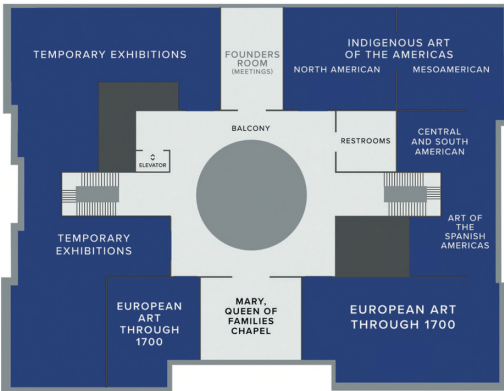 TEMPORARY EXHIBITIONS
FOUNDERS
ROOM
(MEETINGS)
INDIGENOUS ART
OF THE AMERICAS
NORTH AMERICAN
MESOAMERICAN
BALCONY
ELEVATOR
RESTROOMS
CENTRAL
AND SOUTH
AMERICAN
TEMPORARY
EXHIBITIONS
ART OF
THE
SPANISH
AMERICAS
EUROPEAN
ART
THROUGH
1700
MARY,
QUEEN OF
FAMILIES
CHAPEL
EUROPEAN ART
THROUGH 1700